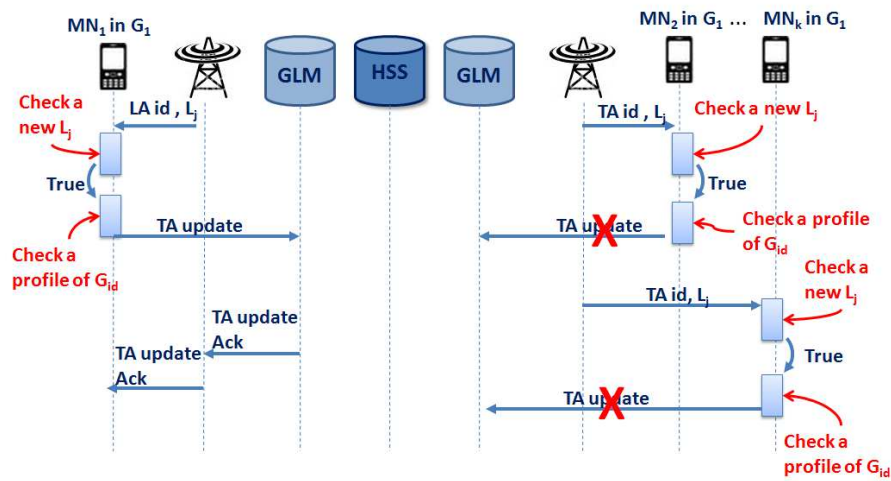 MN1 in G1
MN2 in G1 ... MNk in G1
GLM
HSS
GLM
Check a
new Lj
LA id , Lj
TA id , Lj
Check a new Lj
True
True
TA update
TA update
X
Check a
profile of Gid
Check a profile
of Gid
Check a
new Lj
TA id, Lj
TA update
Ack
TA update
Ack
True
TA update
X
Check a
profile of Gid